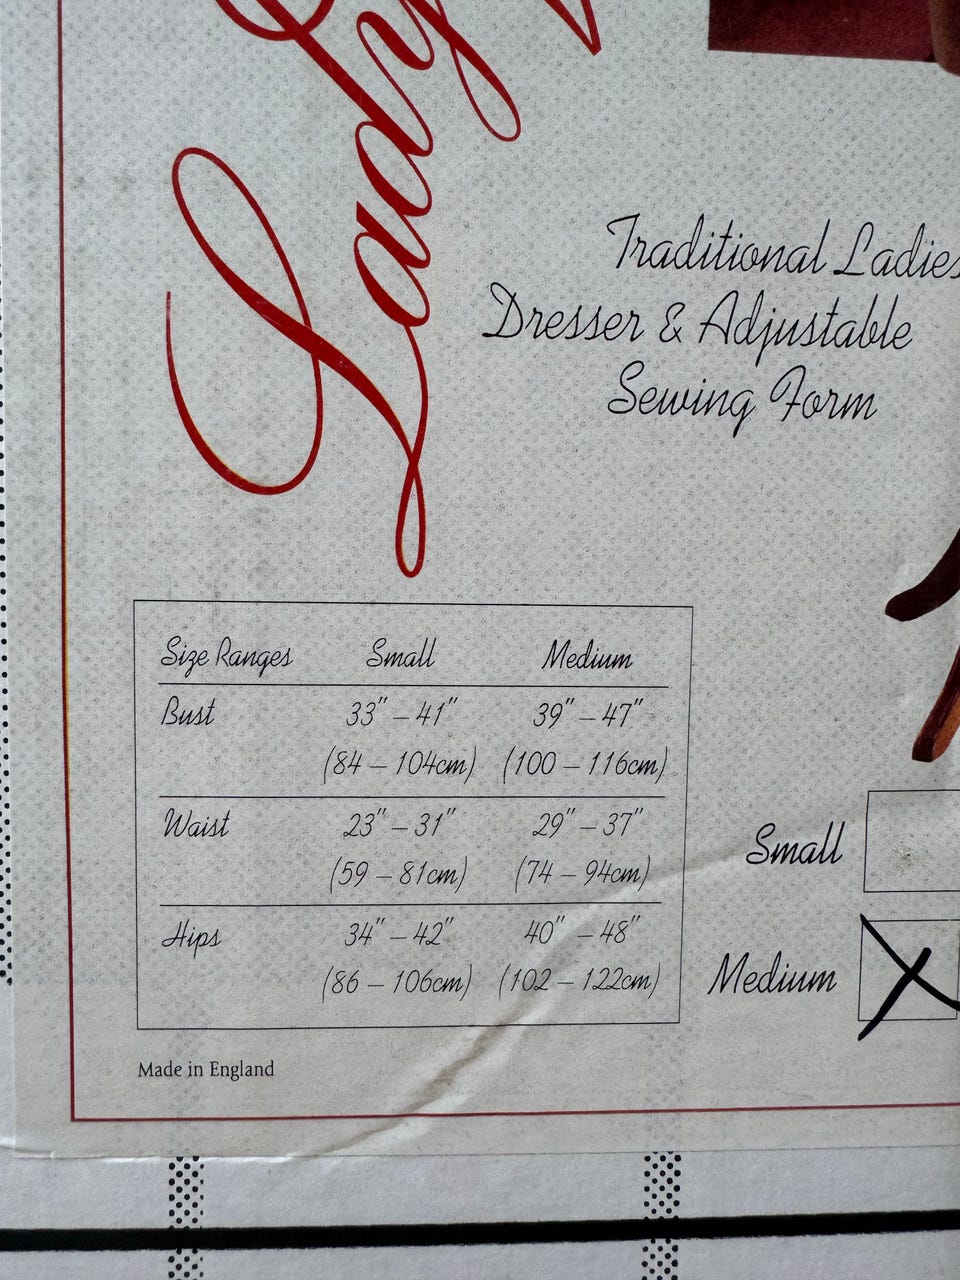 Lady
Traditional Ladies
Dresser & Adjustable
Sewing Form
Size Ranges Small Medium
Bust 33" – 41" 39" – 47"
(84 – 104cm) (100 – 116cm)
Waist 23" – 31" 29" – 37"
(59 – 81cm) (74 – 94cm)
Hips 34" – 42" 40" – 48"
(86 – 106cm) (102 – 122cm)
Small
Medium X
Made in England